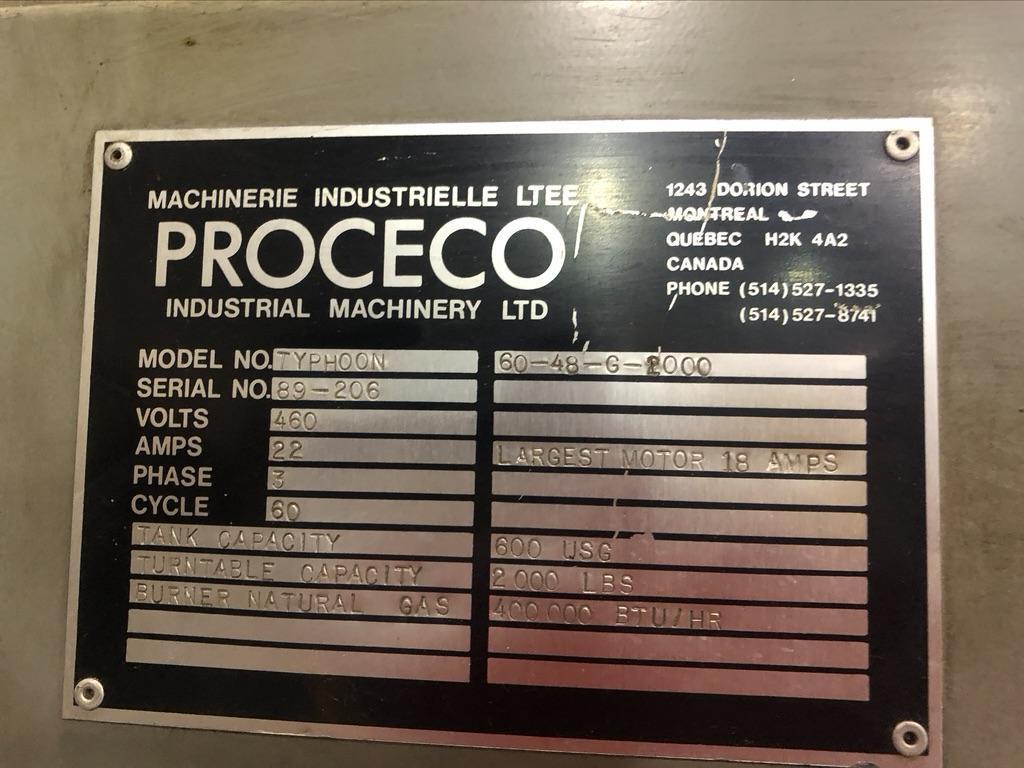 MACHINERIE INDUSTRIELLE LTEE
PROCECO
INDUSTRIAL MACHINERY LTD
1243 DORION STREET
MONTREAL
QUEBEC H2K 4A2
CANADA
PHONE (514) 527-1335
(514) 527-8741
MODEL NO. TYPHOON 60-48-G-2000
SERIAL NO. 89-206
VOLTS 460
AMPS 22 LARGEST MOTOR 18 AMPS
PHASE 3
CYCLE 60
TANK CAPACITY 600 USG
TURNTABLE CAPACITY 2,000 LBS
BURNER NATURAL GAS 400,000 BTU/HR